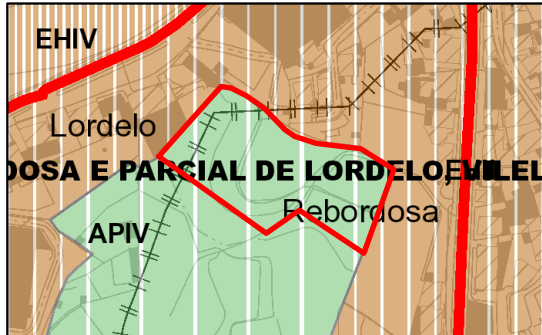 EHIV
Lordelo
DOSA E PARCIAL DE LORDELO,
Rebordosa
APIV